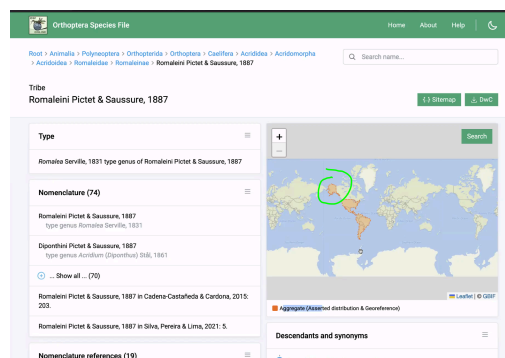 Orthoptera Species File
Home About Help
Root > Animalia > Polyneoptera > Orthopterida > Orthoptera > Caelifera > Acrididea > Acridomorpha
> Acridoidea > Romaleidae > Romaleinae > Romaleini Pictet & Saussure, 1887
Search name...
Tribe
Romaleini Pictet & Saussure, 1887
{·} Sitemap
DwC
Type
Romalea Serville, 1831 type genus of Romaleini Pictet & Saussure, 1887
Nomenclature (74)
Romaleini Pictet & Saussure, 1887
type genus Romalea Serville, 1831
Diponthini Pictet & Saussure, 1887
type genus Acridium (Diponthus) Stål, 1861
... Show all ... (70)
Romaleini Pictet & Saussure, 1887 in Cadena-Castañeda & Cardona, 2015:
203.
Romaleini Pictet & Saussure, 1887 in Silva, Pereira & Lima, 2021: 5.
Nomenclature references (19)
+
−
Search
Leaflet | © GBIF
Aggregate (Asserted distribution & Georeference)
Descendants and synonyms